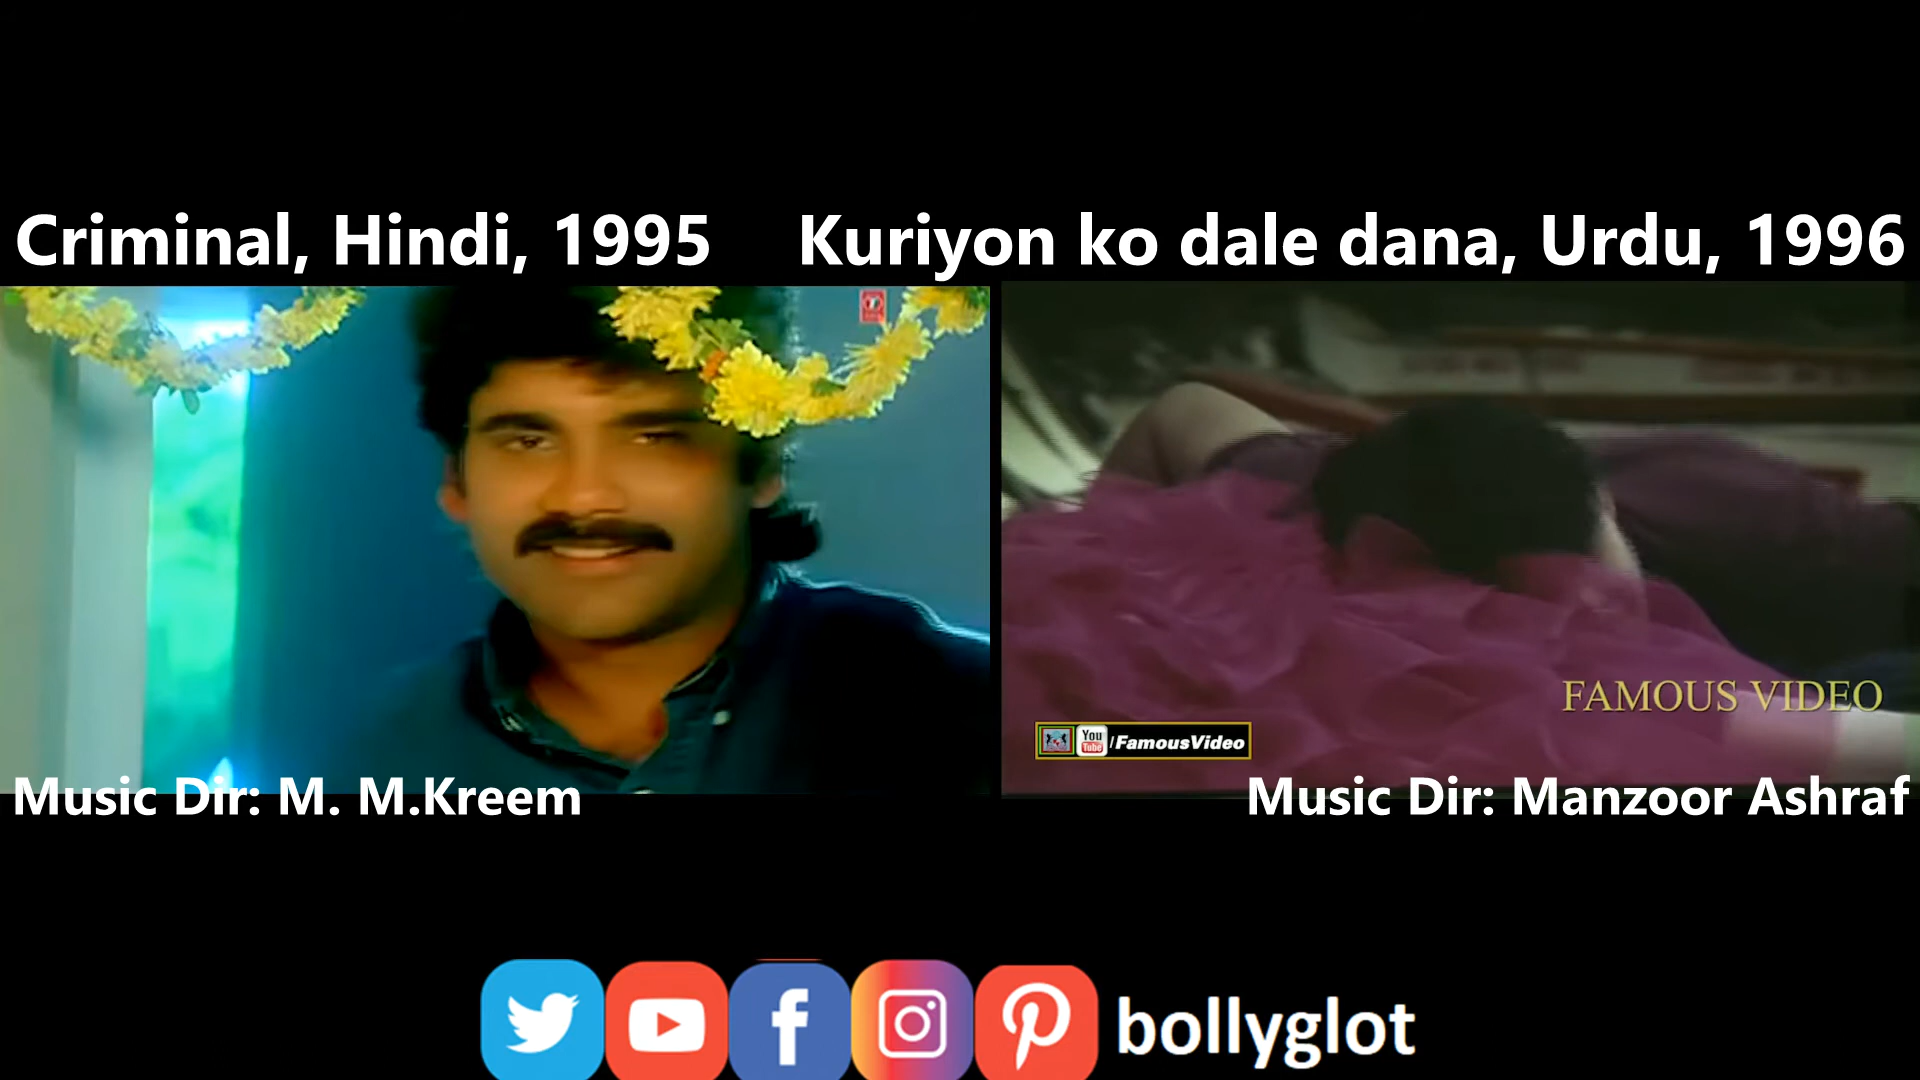 Criminal, Hindi, 1995
Kuriyon ko dale dana, Urdu, 1996
FAMOUS VIDEO
You Tube /FamousVideo
Music Dir: M. M.Kreem
Music Dir: Manzoor Ashraf
bollyglot